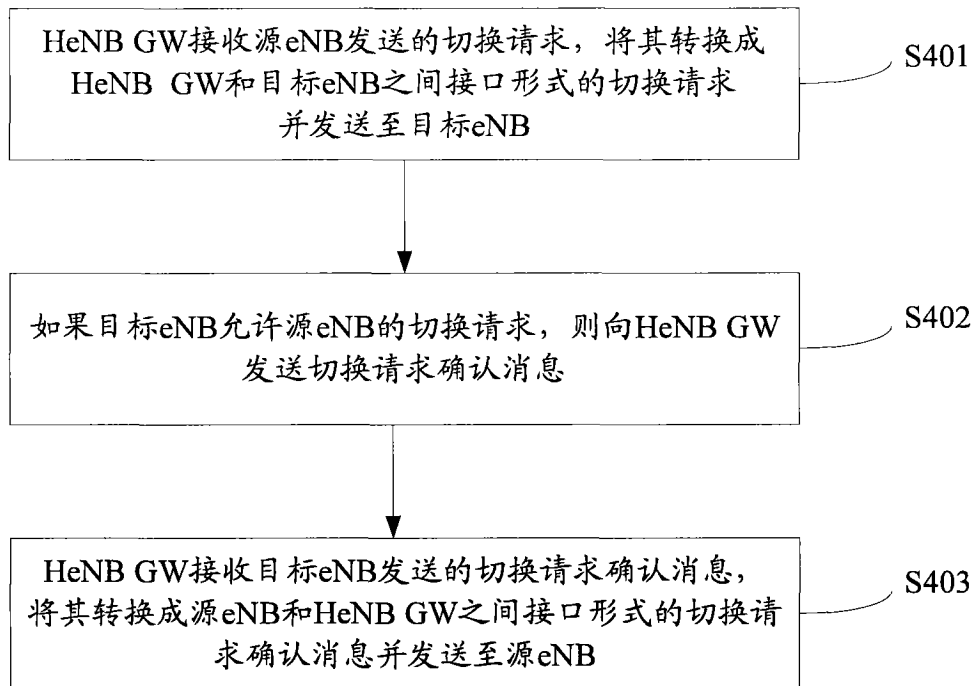 HeNB GW接收源eNB发送的切换请求，将其转换成
HeNB GW和目标eNB之间接口形式的切换请求
并发送至目标eNB
S401
如果目标eNB允许源eNB的切换请求，则向HeNB GW
发送切换请求确认消息
S402
HeNB GW接收目标eNB发送的切换请求确认消息，
将其转换成源eNB和HeNB GW之间接口形式的切换请
求确认消息并发送至源eNB
S403